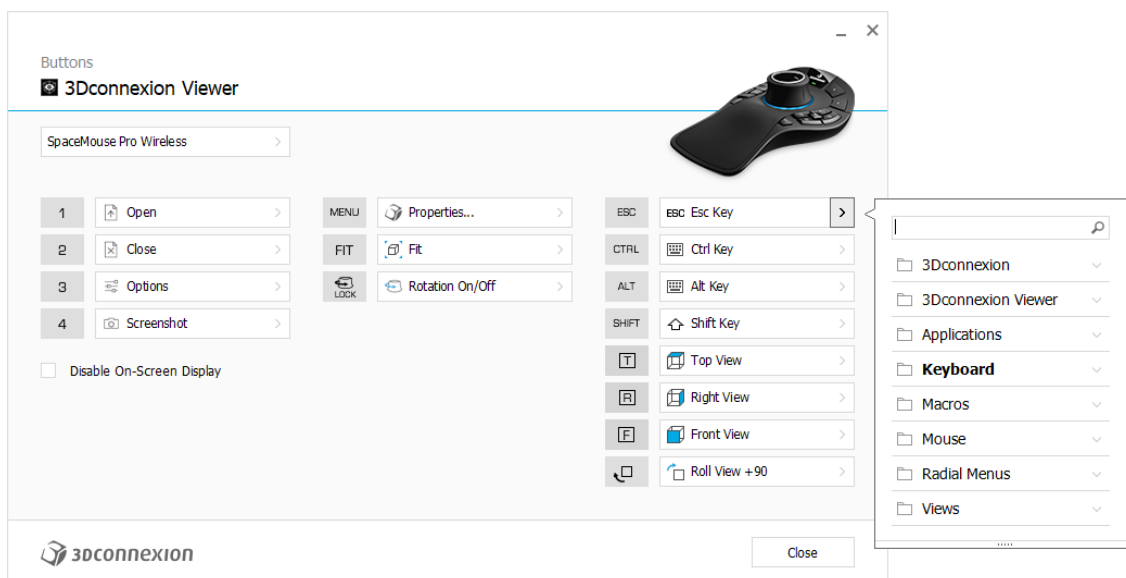 Buttons
3Dconnexion Viewer
SpaceMouse Pro Wireless
1 Open
2 Close
3 Options
4 Screenshot
Disable On-Screen Display
MENU Properties...
FIT Fit
LOCK Rotation On/Off
ESC ESC Esc Key
CTRL Ctrl Key
ALT Alt Key
SHIFT Shift Key
T Top View
R Right View
F Front View
Roll View +90
3Dconnexion
3Dconnexion Viewer
Applications
Keyboard
Macros
Mouse
Radial Menus
Views
3Dconnexion
Close